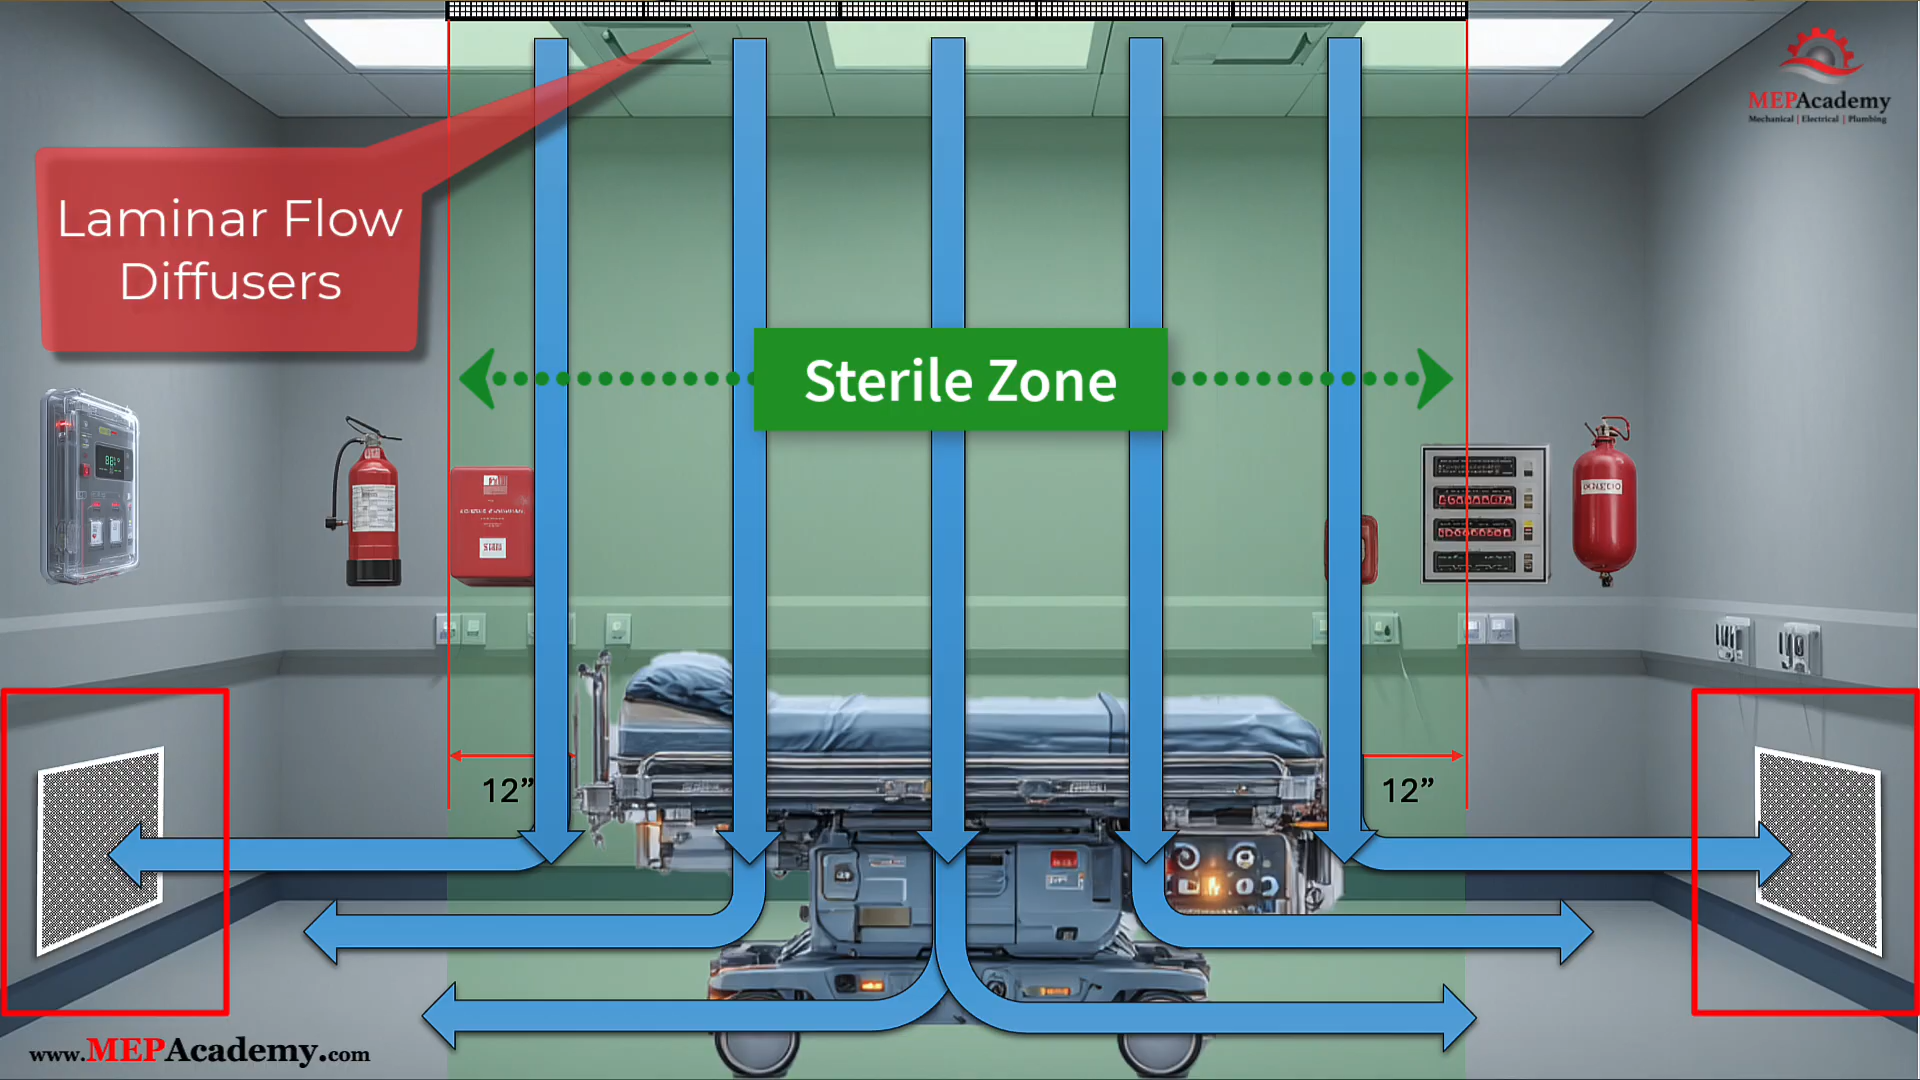 MEPAcademy
Mechanical | Electrical | Plumbing
Laminar Flow
Diffusers
Sterile Zone
12”
12”
www.MEPAcademy.com